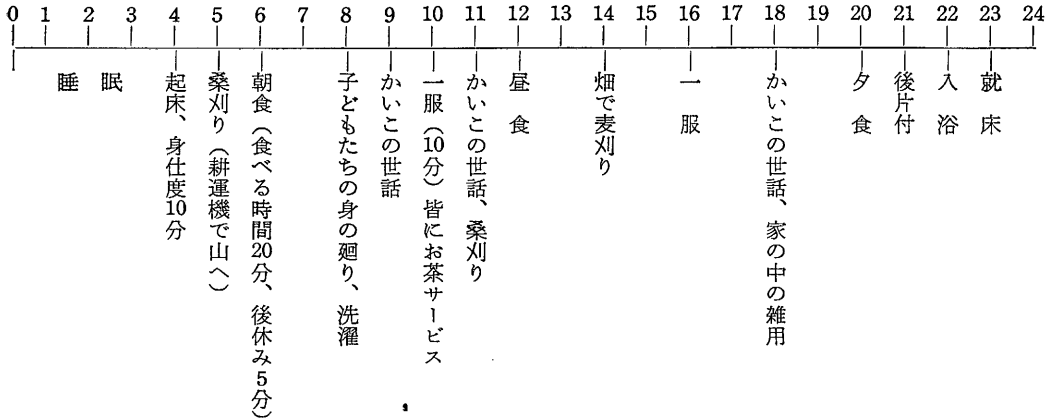 0 1 2 3 4 5 6 7 8 9 10 11 12 13 14 15 16 17 18 19 20 21 22 23 24
睡眠
起床、身仕度10分
桑刈り（耕運機で山へ）
朝食（食べる時間20分、後休み5分）
子どもたちの身の廻り、洗濯
かいこの世話
一服（10分）皆にお茶サービス
かいこの世話、桑刈り
昼食
畑で麦刈り
一服
かいこの世話、家の中の雑用
夕食
後片付
入浴
就床